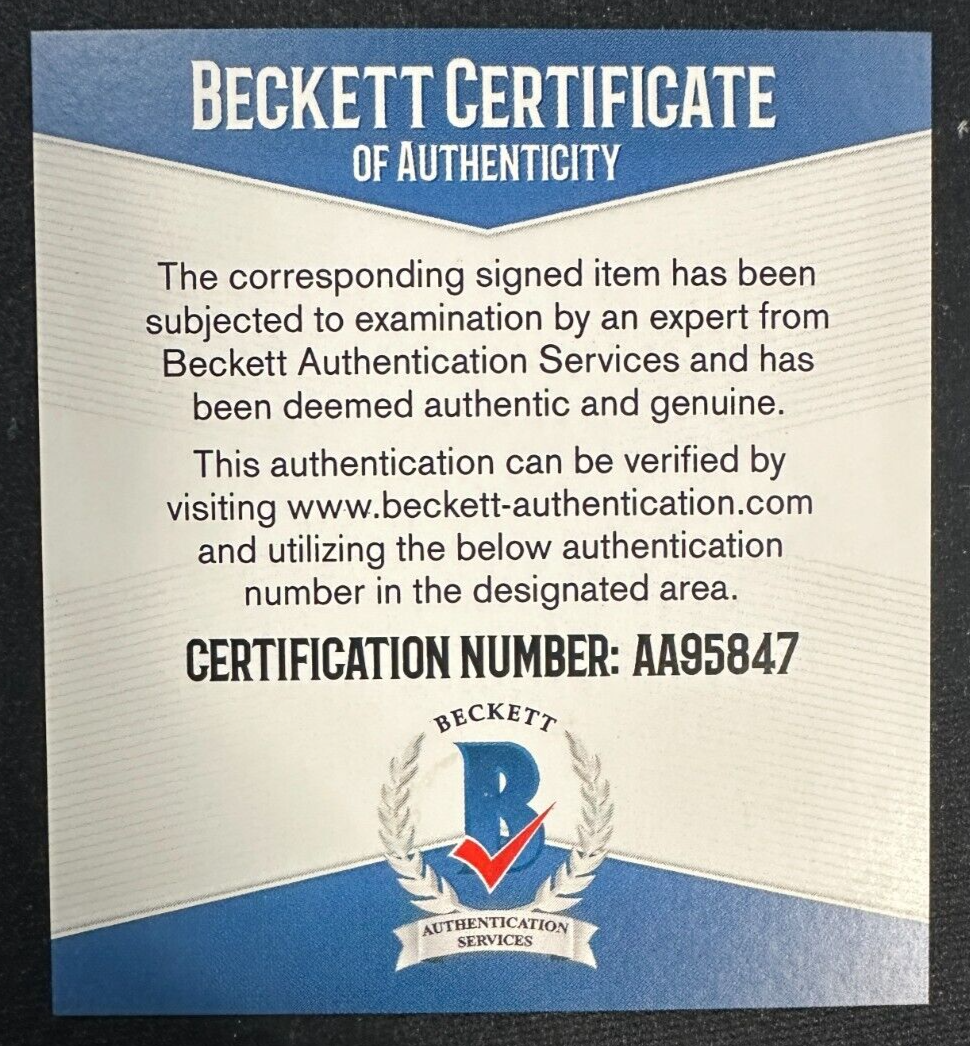 BECKETT CERTIFICATE
OF AUTHENTICITY
The corresponding signed item has been
subjected to examination by an expert from
Beckett Authentication Services and has
been deemed authentic and genuine.
This authentication can be verified by
visiting www.beckett-authentication.com
and utilizing the below authentication
number in the designated area.
CERTIFICATION NUMBER: AA95847
BECKETT
B
AUTHENTICATION
SERVICES